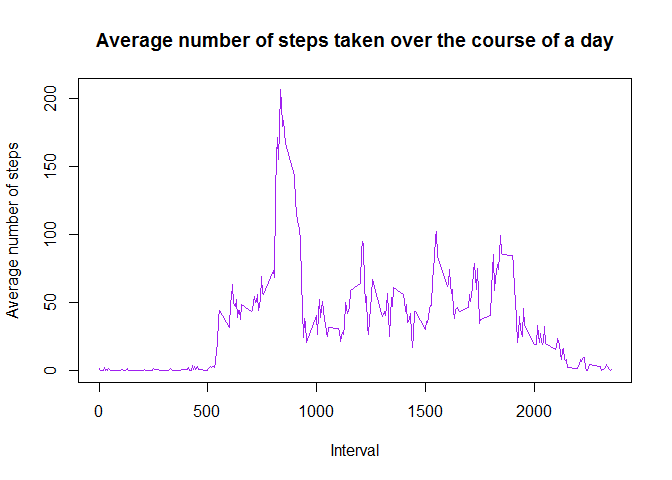 Average number of steps taken over the course of a day
Average number of steps
200
150
100
50
0
0 500 1000 1500 2000
Interval